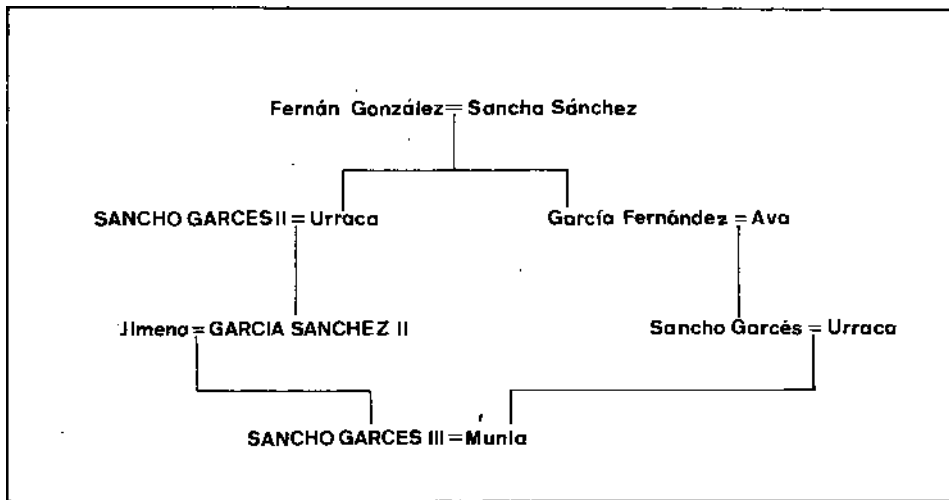 Fernán González = Sancha Sánchez
SANCHO GARCES II = Urraca
García Fernández = Ava
Jimena = GARCIA SANCHEZ II
Sancho Garcés = Urraca
SANCHO GARCES III = Munia